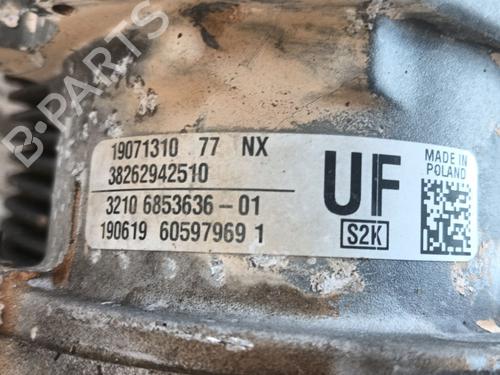 B-PARTS
19071310 77 NX
38262942510
3210 6853636-01
190619 60597969 1
UF
S2K
MADE IN
POLAND